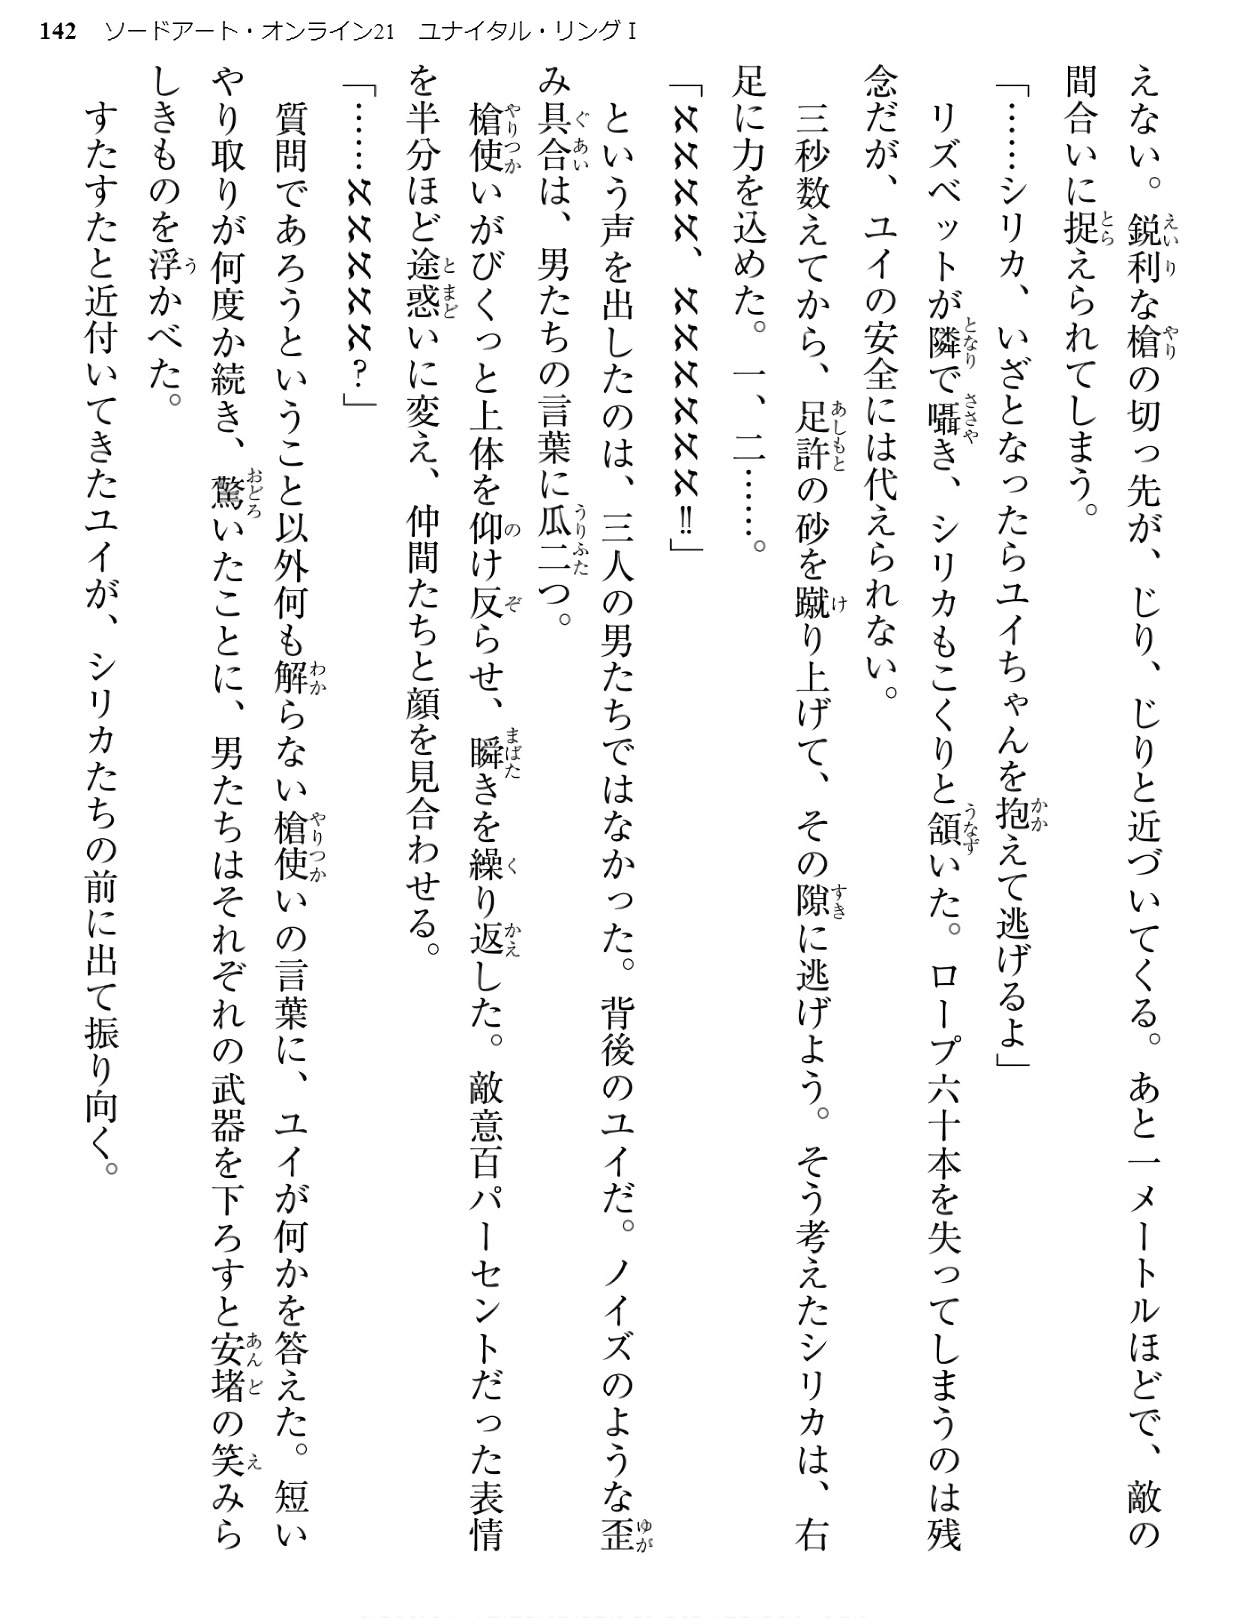 142 ソードアート・オンライン21 ユナイタル・リングⅠ
えない。鋭利な槍の切っ先が、じり、じりと近づいてくる。あと一メートルほどで、敵の
間合いに捉えられてしまう。
「……シリカ、いざとなったらユイちゃんを抱えて逃げるよ」
リズベットが隣で囁き、シリカもこくりと頷いた。ロープ六十本を失ってしまうのは残
念だが、ユイの安全には代えられない。
三秒数えてから、足許の砂を蹴り上げて、その隙に逃げよう。そう考えたシリカは、右
足に力を込めた。一、二……。
「ℵℵℵℵ、ℵℵℵℵℵℵ‼」
という声を出したのは、三人の男たちではなかった。背後のユイだ。ノイズのような歪
み具合は、男たちの言葉に瓜二つ。
槍使いがびくっと上体を仰け反らせ、瞬きを繰り返した。敵意百パーセントだった表情
を半分ほど途惑いに変え、仲間たちと顔を見合わせる。
「……ℵℵℵℵℵ?」
質問であろうということ以外何も解らない槍使いの言葉に、ユイが何かを答えた。短い
やり取りが何度か続き、驚いたことに、男たちはそれぞれの武器を下ろすと安堵の笑みら
しきものを浮かべた。
すたすたと近付いてきたユイが、シリカたちの前に出て振り向く。